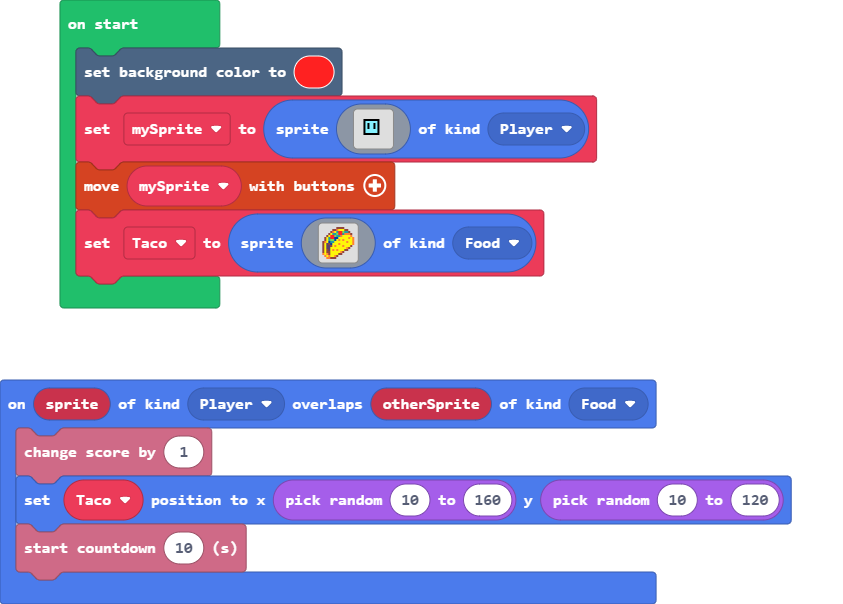 on start
set background color to
set mySprite to sprite of kind Player
move mySprite with buttons
set Taco to sprite of kind Food
on sprite of kind Player overlaps otherSprite of kind Food
change score by 1
set Taco position to x pick random 10 to 160 y pick random 10 to 120
start countdown 10 (s)